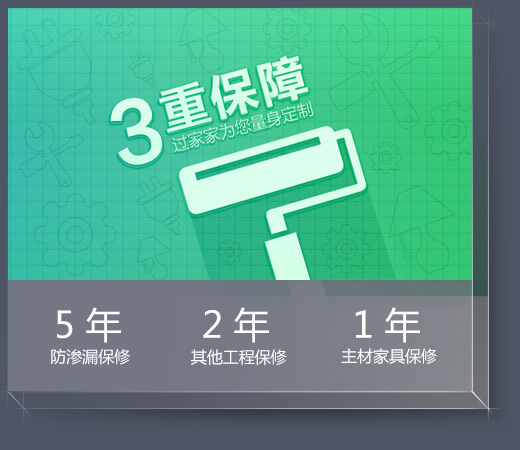 3重保障
过家家为您量身定制
5年
2年
1年
防渗漏保修
其他工程保修
主材家具保修